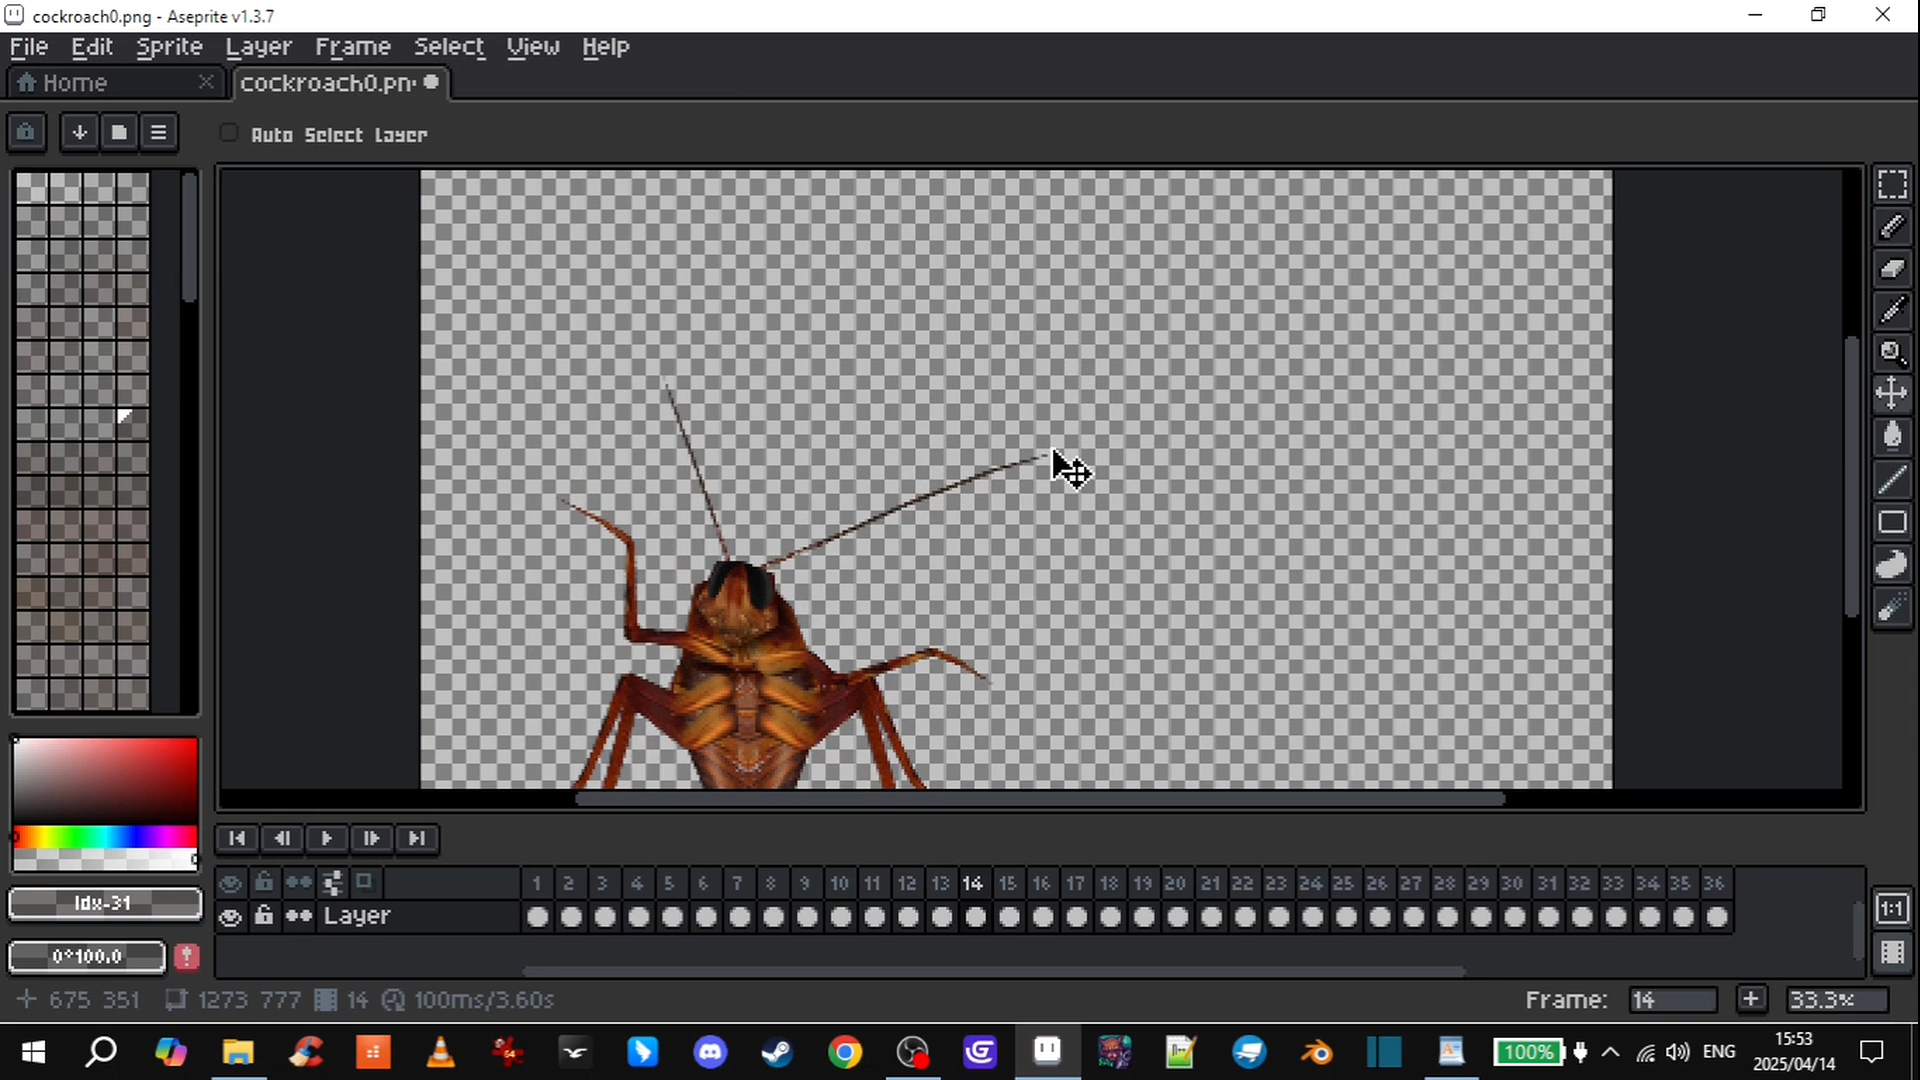 cockroach0.png - Aseprite v1.3.7
File Edit Sprite Layer Frame Select View Help
Home cockroach0.pn
Auto Select Layer
1 2 3 4 5 6 7 8 9 10 11 12 13 14 15 16 17 18 19 20 21 22 23 24 25 26 27 28 29 30 31 32 33 34 35 36
Idx-31
Layer
1:1
0°100.0
675 351 1273 777 14 100ms/3.60s Frame: 14 + 33.3%
64
100% ENG
15:53
2025/04/14